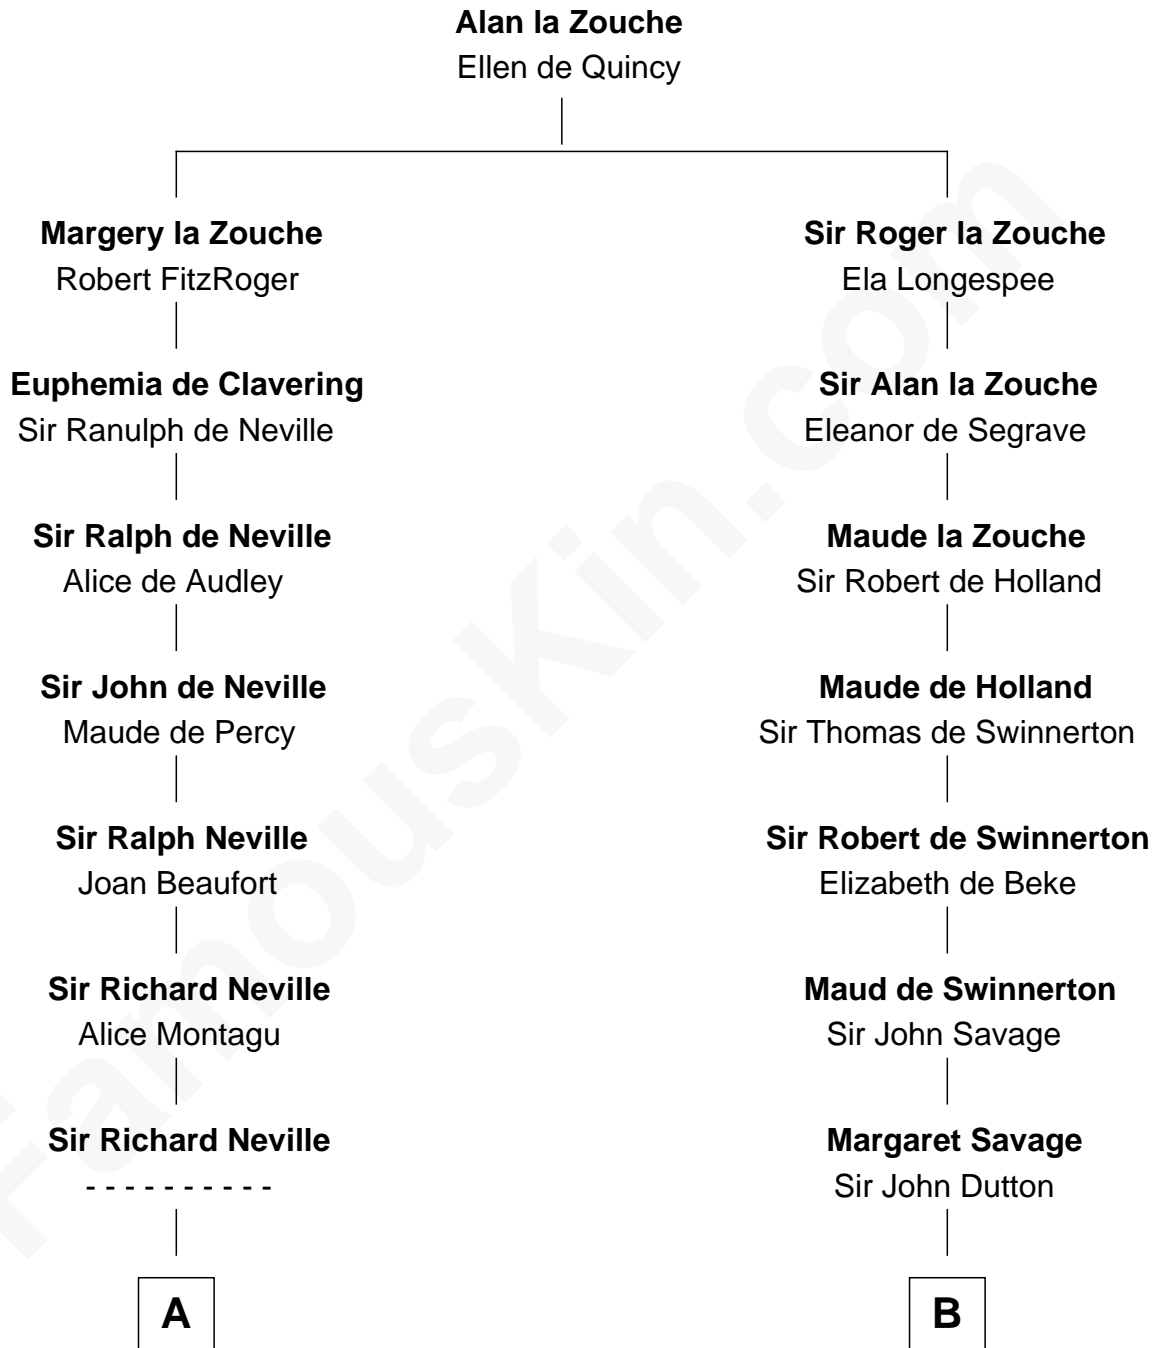 Alan la Zouche
Ellen de Quincy
Margery la Zouche
Robert FitzRoger
Euphemia de Clavering
Sir Ranulph de Neville
Sir Ralph de Neville
Alice de Audley
Sir John de Neville
Maude de Percy
Sir Ralph Neville
Joan Beaufort
Sir Richard Neville
Alice Montagu
Sir Richard Neville
- - - - - - - - - -
A
Sir Roger la Zouche
Ela Longespee
Sir Alan la Zouche
Eleanor de Segrave
Maude la Zouche
Sir Robert de Holland
Maude de Holland
Sir Thomas de Swinnerton
Sir Robert de Swinnerton
Elizabeth de Beke
Maud de Swinnerton
Sir John Savage
Margaret Savage
Sir John Dutton
B
FamousKin.com